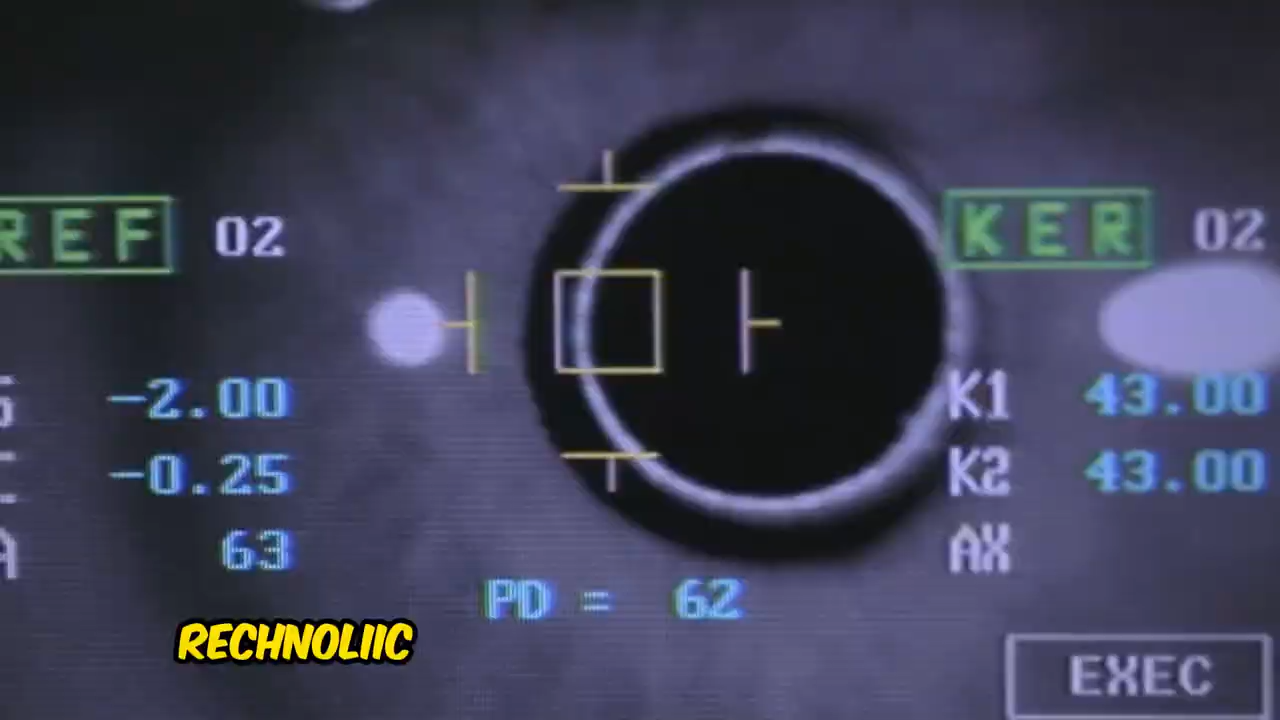 REF 02
KER 02
-2.00
K1 43.00
-0.25
K2 43.00
A 63
AX
PD = 62
RECHNOLIIC
EXEC